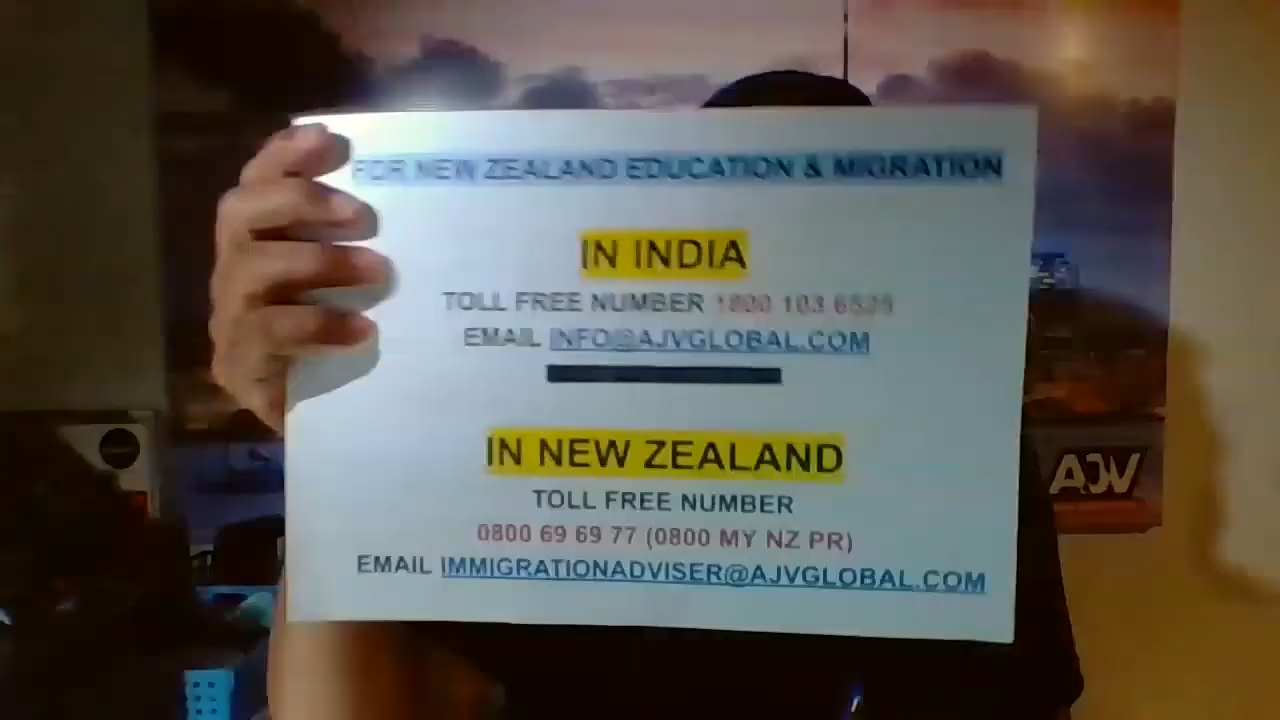 FOR NEW ZEALAND EDUCATION & MIGRATION
IN INDIA
TOLL FREE NUMBER 1800 103 6525
EMAIL INFO@AJVGLOBAL.COM
IN NEW ZEALAND
TOLL FREE NUMBER
0800 69 69 77 (0800 MY NZ PR)
EMAIL IMMIGRATIONADVISER@AJVGLOBAL.COM
AJV